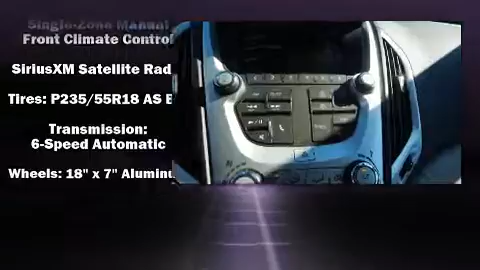 Single-Zone Manual
Front Climate Control
SiriusXM Satellite Rad
Tires: P235/55R18 AS B
Transmission:
6-Speed Automatic
Wheels: 18" x 7" Aluminu